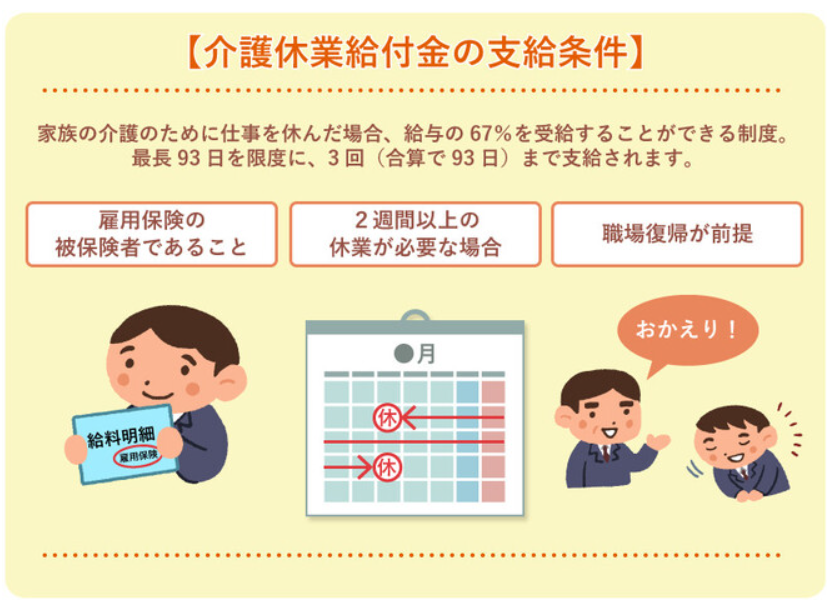 【介護休業給付金の支給条件】
家族の介護のために仕事を休んだ場合、給与の67%を受給することができる制度。
最長93日を限度に、3回（合算で93日）まで支給されます。
雇用保険の
被保険者であること
２週間以上の
休業が必要な場合
職場復帰が前提
給料明細
雇用保険
●月
休
休
おかえり！